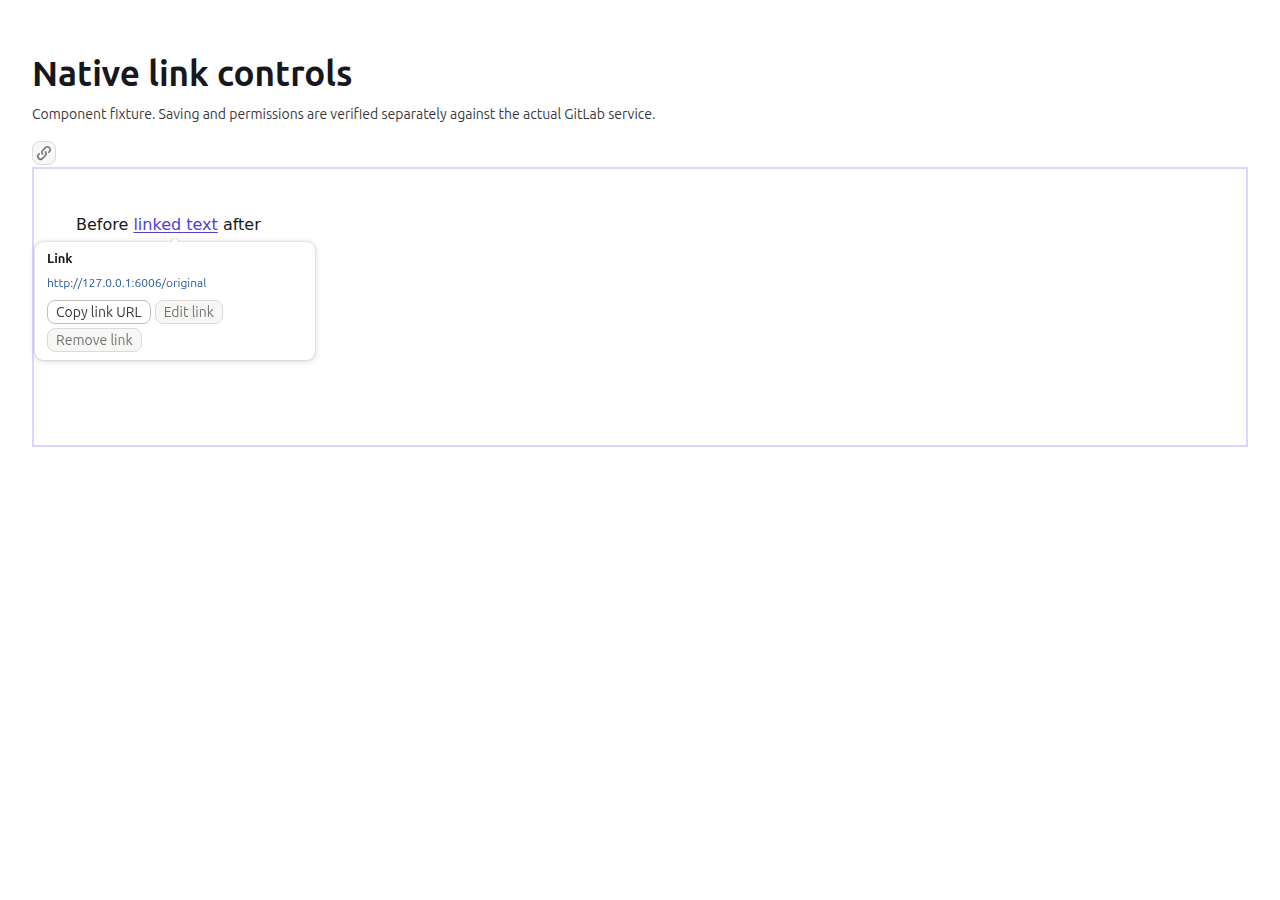 Native link controls
Component fixture. Saving and permissions are verified separately against the actual GitLab service.
Before linked text after
Link
http://127.0.0.1:6006/original
Copy link URL Edit link
Remove link